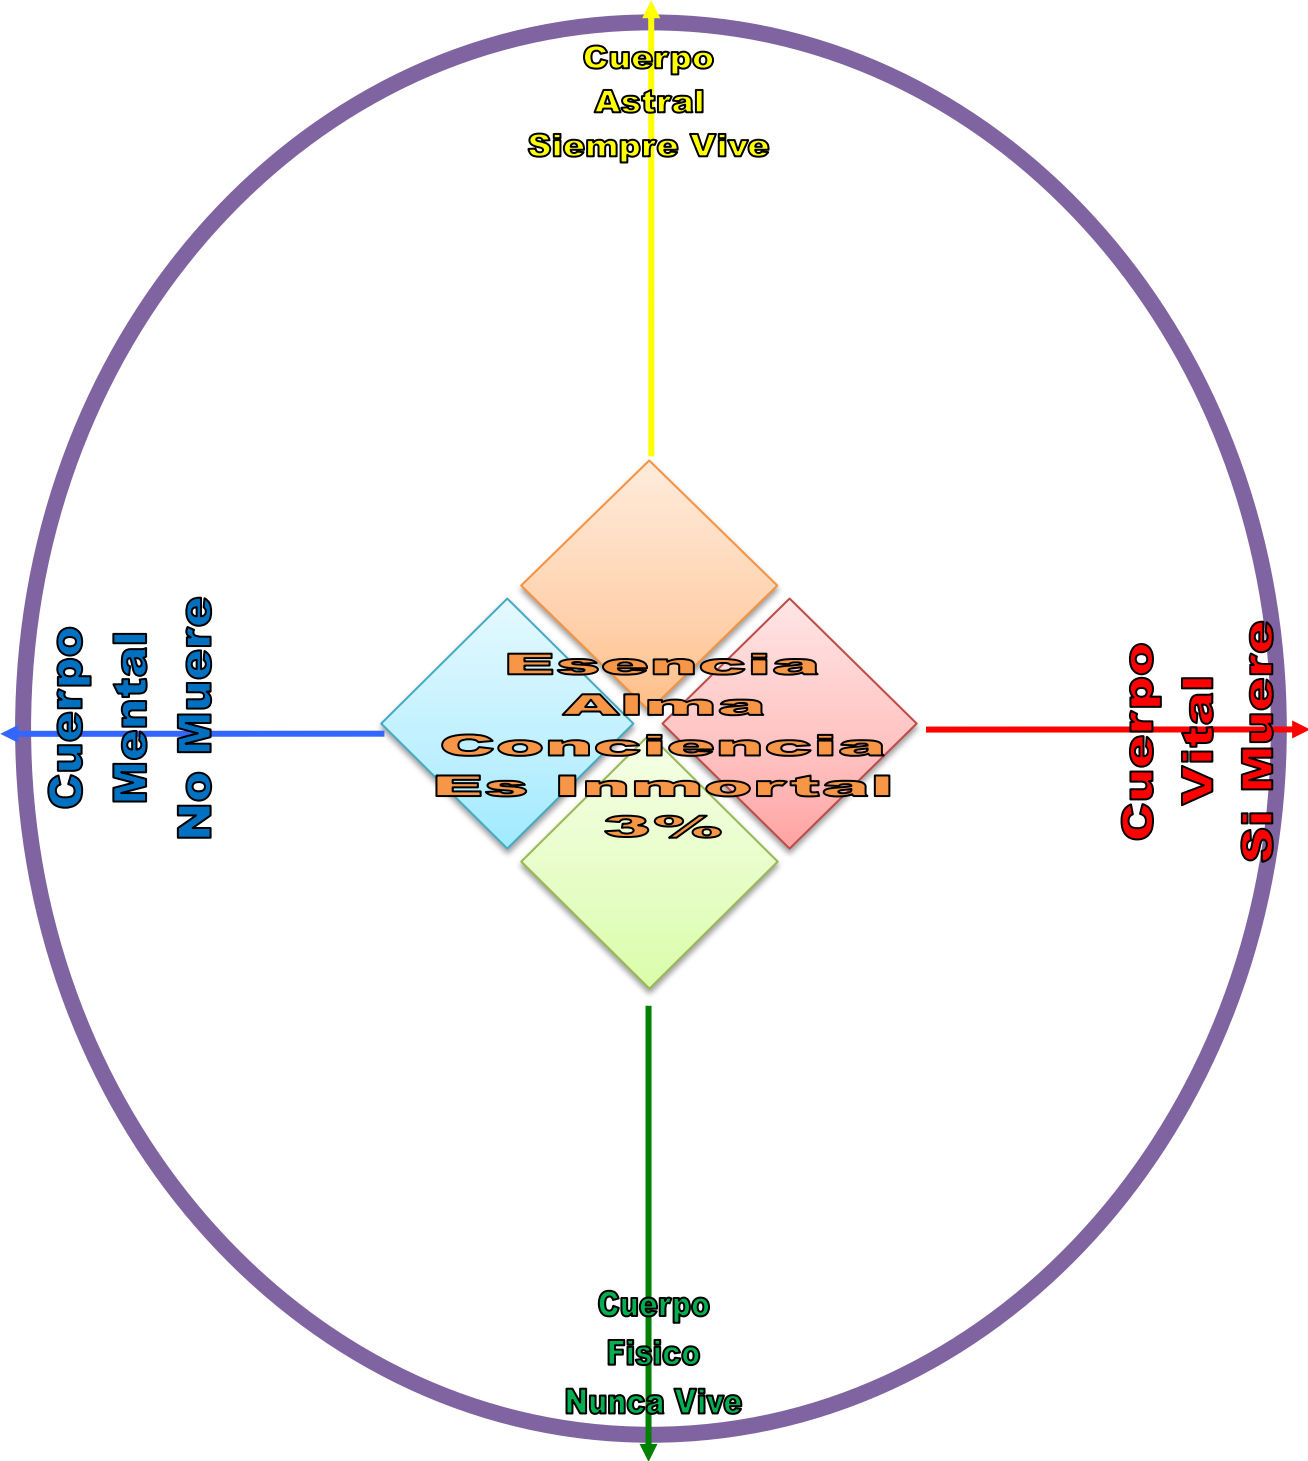 Cuerpo
Astral
Siempre Vive
Cuerpo
Mental
No Muere
Esencia
Alma
Conciencia
Es Inmortal
3%
Cuerpo
Vital
Si Muere
Cuerpo
Fisico
Nunca Vive